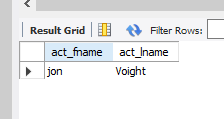 Result Grid Filter Rows:
act_fname act_lname
jon Voight